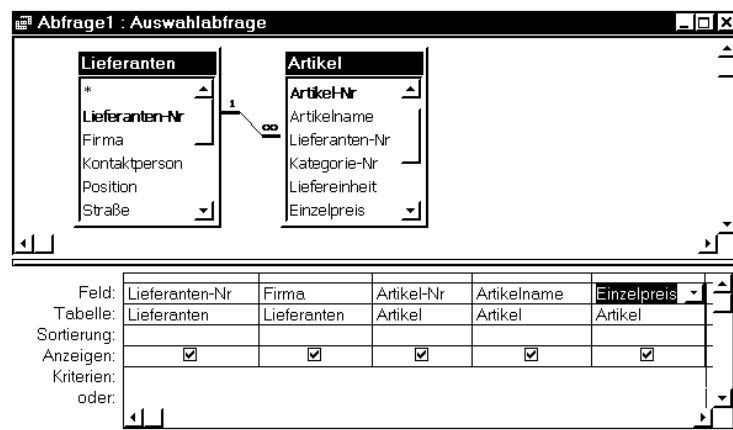 Abfrage1 : Auswahlabfrage
Lieferanten
*
Lieferanten-Nr
Firma
Kontaktperson
Position
Straße
1
∞
Artikel
Artikel-Nr
Artikelname
Lieferanten-Nr
Kategorie-Nr
Liefereinheit
Einzelpreis
Feld: Lieferanten-Nr Firma Artikel-Nr Artikelname Einzelpreis
Tabelle: Lieferanten Lieferanten Artikel Artikel Artikel
Sortierung:
Anzeigen:
Kriterien:
oder: